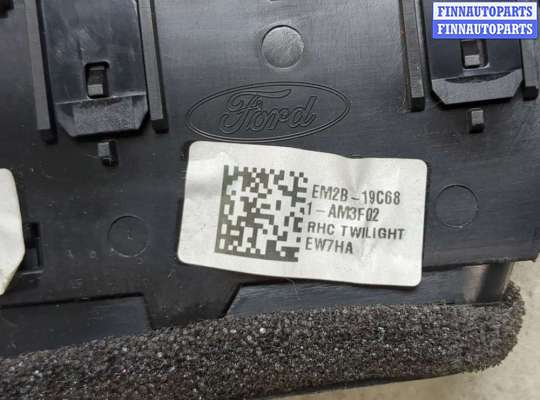 FINNAUTOPARTS
FINNAUTOPARTS
Ford
EM2B-19C68
1-AM3F02
RHC TWILIGHT
EW7HA